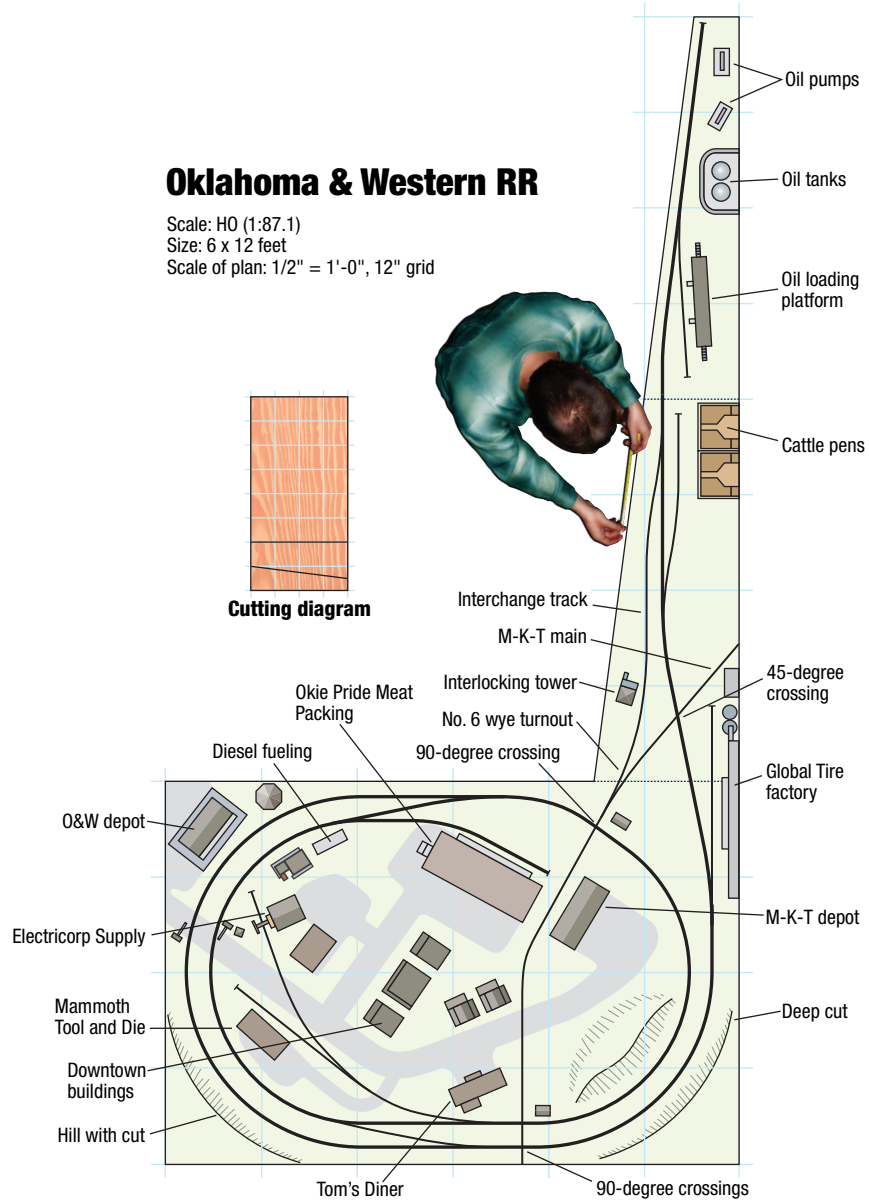 Oil pumps
Oklahoma & Western RR
Oil tanks
Scale: HO (1:87.1)
Size: 6 x 12 feet
Scale of plan: 1/2" = 1'-0", 12" grid
Oil loading
platform
Cattle pens
Cutting diagram
Interchange track
M-K-T main
45-degree
crossing
Interlocking tower
Okie Pride Meat
Packing
No. 6 wye turnout
Diesel fueling
90-degree crossing
Global Tire
factory
O&W depot
M-K-T depot
Electricorp Supply
Mammoth
Tool and Die
Deep cut
Downtown
buildings
Hill with cut
Tom's Diner
90-degree crossings